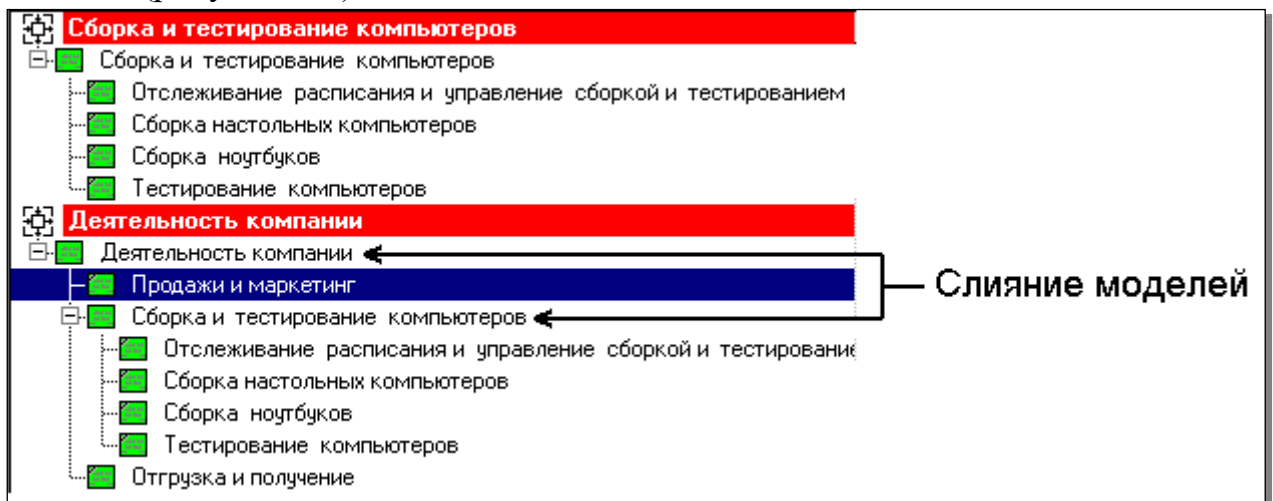 Сборка и тестирование компьютеров
Сборка и тестирование компьютеров
Отслеживание расписания и управление сборкой и тестированием
Сборка настольных компьютеров
Сборка ноутбуков
Тестирование компьютеров
Деятельность компании
Деятельность компании
Продажи и маркетинг
Слияние моделей
Сборка и тестирование компьютеров
Отслеживание расписания и управление сборкой и тестирование
Сборка настольных компьютеров
Сборка ноутбуков
Тестирование компьютеров
Отгрузка и получение